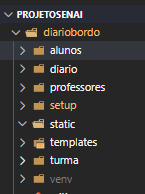 PROJETOSENAI
diariobordo
alunos
diario
professores
setup
static
templates
turma
venv